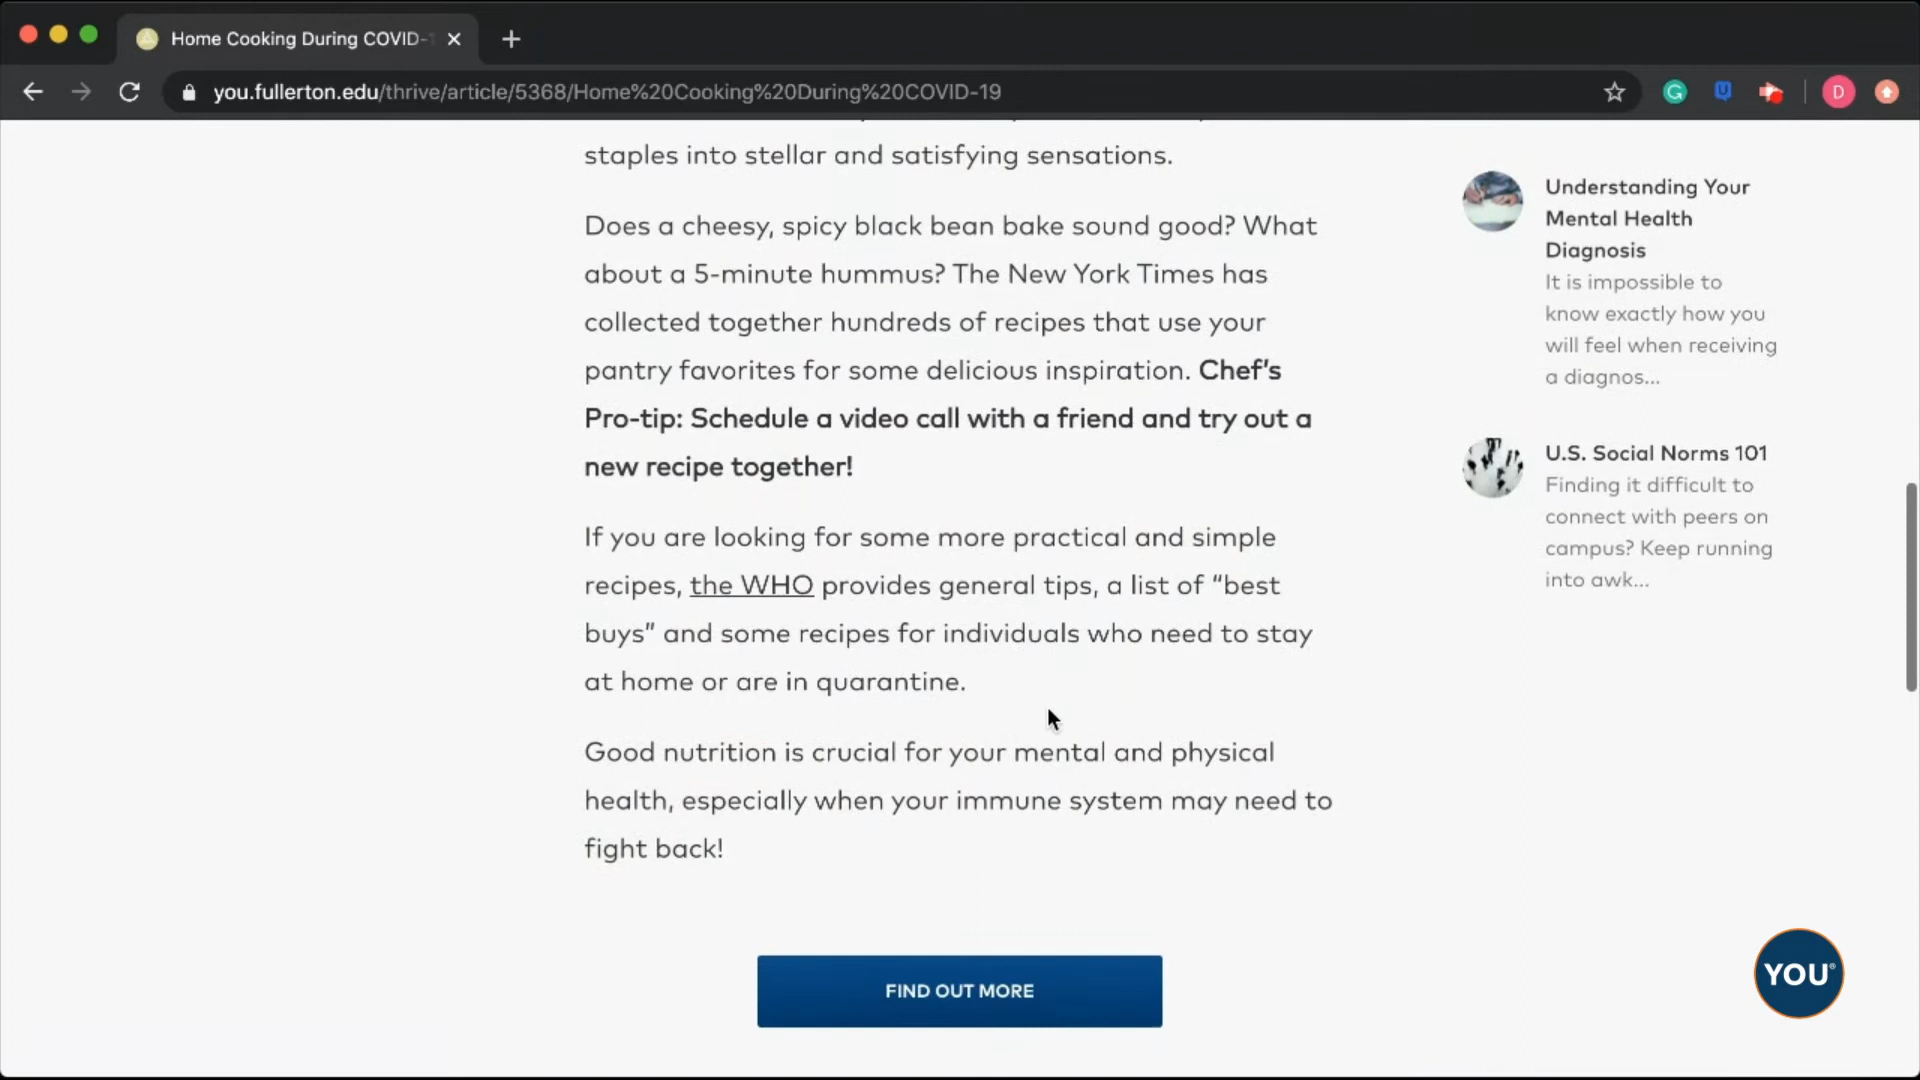 Home Cooking During COVID-
you.fullerton.edu/thrive/article/5368/Home%20Cooking%20During%20COVID-19
D
staples into stellar and satisfying sensations.
Does a cheesy, spicy black bean bake sound good? What
about a 5-minute hummus? The New York Times has
collected together hundreds of recipes that use your
pantry favorites for some delicious inspiration. Chef's
Pro-tip: Schedule a video call with a friend and try out a
new recipe together!
If you are looking for some more practical and simple
recipes, the WHO provides general tips, a list of “best
buys” and some recipes for individuals who need to stay
at home or are in quarantine.
Good nutrition is crucial for your mental and physical
health, especially when your immune system may need to
fight back!
FIND OUT MORE
Understanding Your
Mental Health
Diagnosis
It is impossible to
know exactly how you
will feel when receiving
a diagnos...
U.S. Social Norms 101
Finding it difficult to
connect with peers on
campus? Keep running
into awk...
YOU®